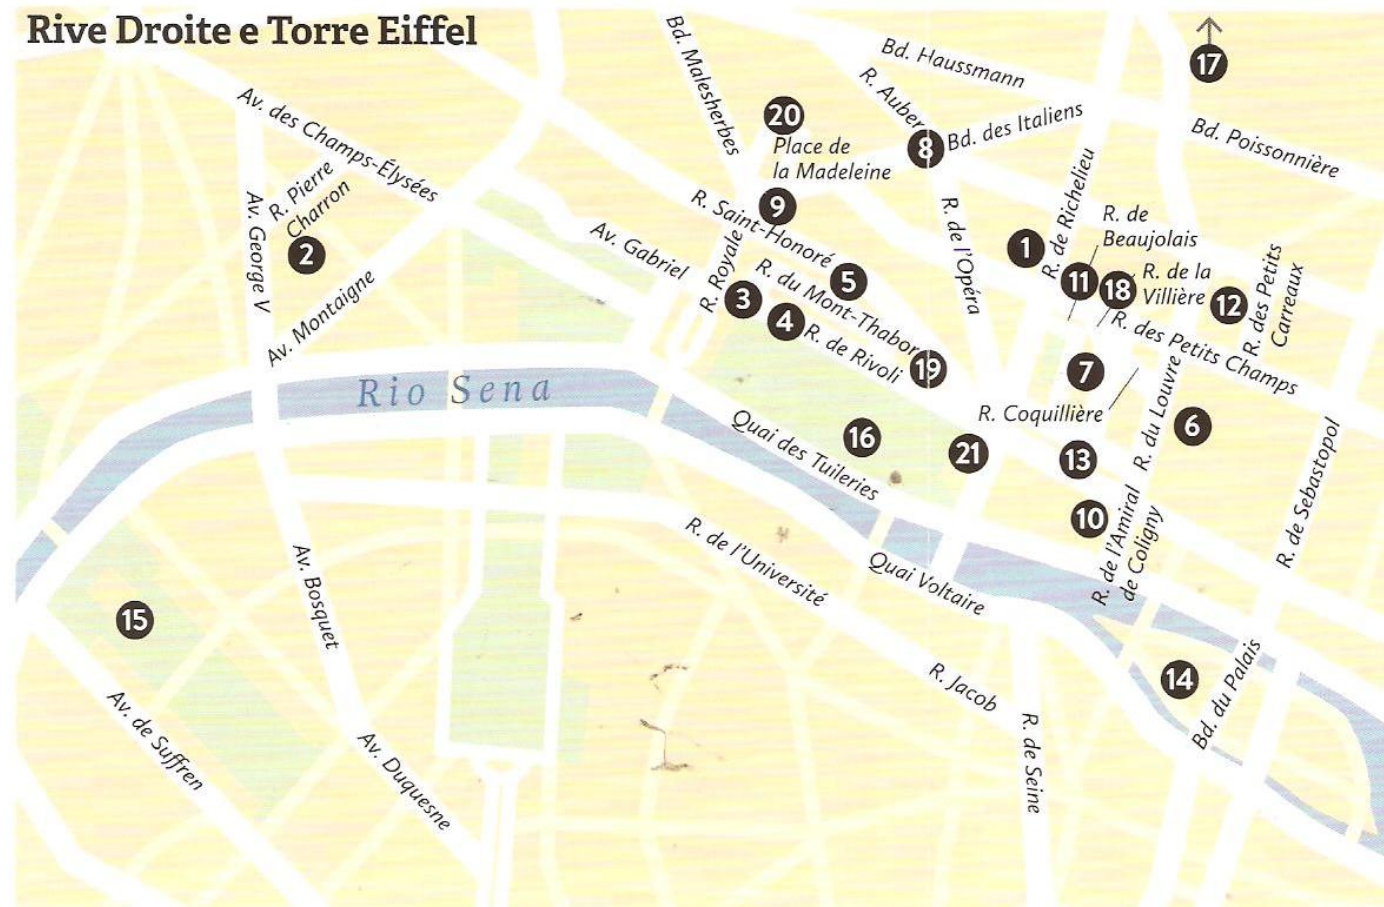 Rive Droite e Torre Eiffel
17
Bd. Malesherbes
Bd. Haussmann
R. Auber
Av. des Champs-Élysées
20
Place de
la Madeleine
8
Bd. des Italiens
Bd. Poissonnière
R. Pierre
Charron
2
Av. George V
Av. Montaigne
9
R. Saint-Honoré
Av. Gabriel
R. Royale
R. de l'Opéra
1
R. de Richelieu
R. de
Beaujolais
11
18
R. de la
Villière
12
R. des Petits
Carreaux
3
4
5
R. du Mont-Thabor
R. de Rivoli
19
R. des Petits Champs
7
R. Coquillière
R. du Louvre
6
Rio Sena
Quai des Tuileries
16
21
13
10
R. de l'Amiral
de Coligny
R. de Sebastopol
Av. Bosquet
R. de l'Université
Quai Voltaire
15
14
Bd. du Palais
R. Jacob
R. de Seine
Av. de Suffren
Av. Duquesne